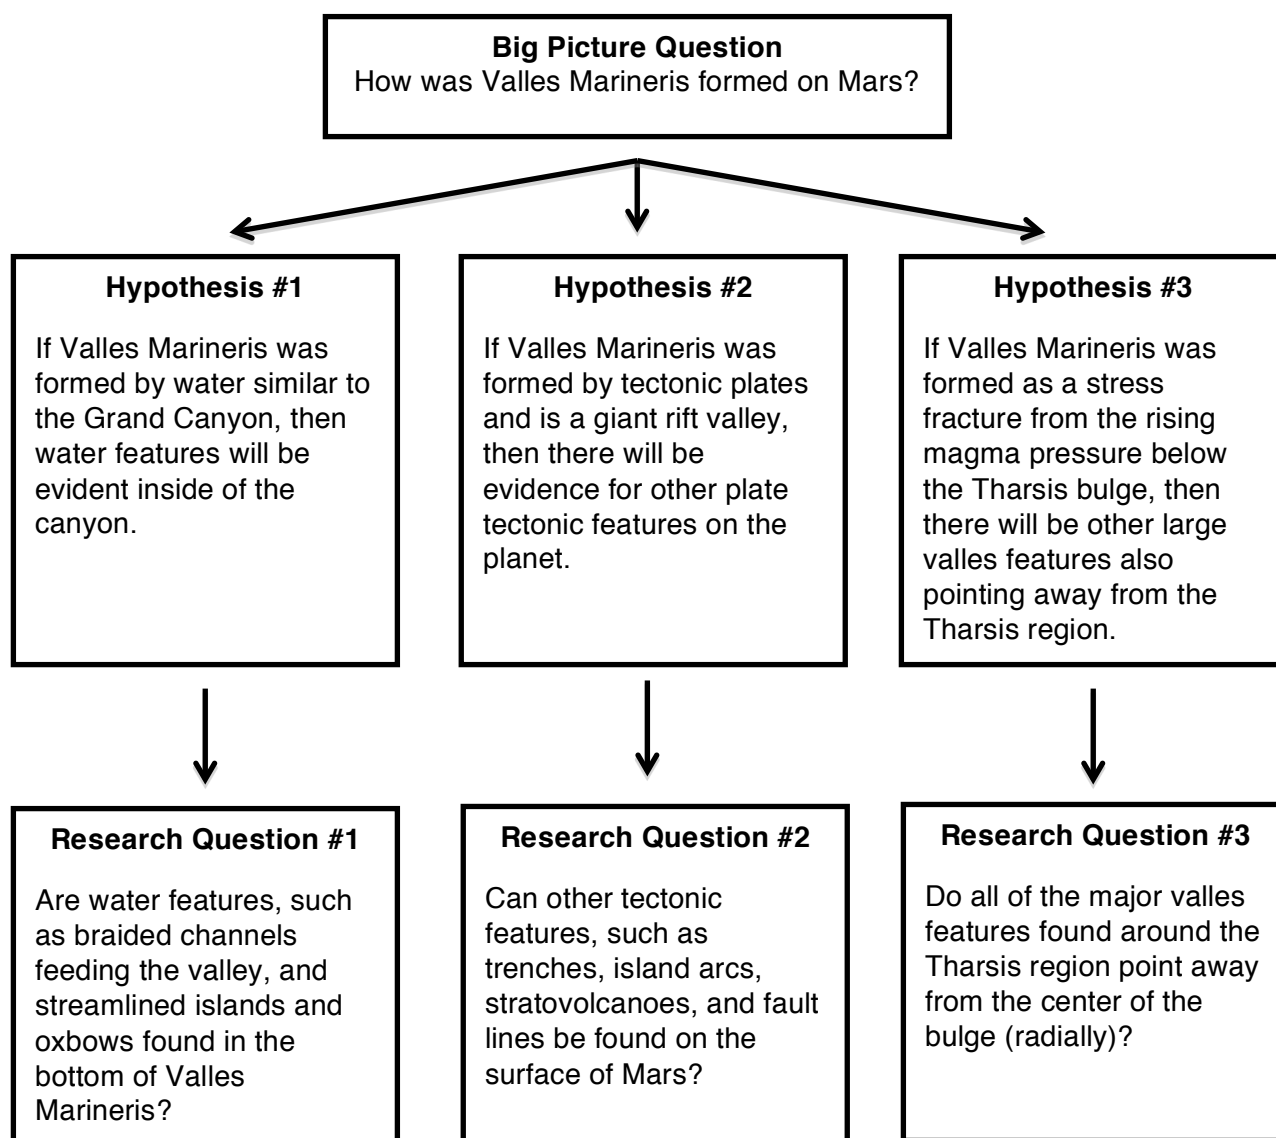 Big Picture Question
How was Valles Marineris formed on Mars?
Hypothesis #1
If Valles Marineris was
formed by water similar to
the Grand Canyon, then
water features will be
evident inside of the
canyon.
Hypothesis #2
If Valles Marineris was
formed by tectonic plates
and is a giant rift valley,
then there will be
evidence for other plate
tectonic features on the
planet.
Hypothesis #3
If Valles Marineris was
formed as a stress
fracture from the rising
magma pressure below
the Tharsis bulge, then
there will be other large
valles features also
pointing away from the
Tharsis region.
Research Question #1
Are water features, such
as braided channels
feeding the valley, and
streamlined islands and
oxbows found in the
bottom of Valles
Marineris?
Research Question #2
Can other tectonic
features, such as
trenches, island arcs,
stratovolcanoes, and fault
lines be found on the
surface of Mars?
Research Question #3
Do all of the major valles
features found around the
Tharsis region point away
from the center of the
bulge (radially)?